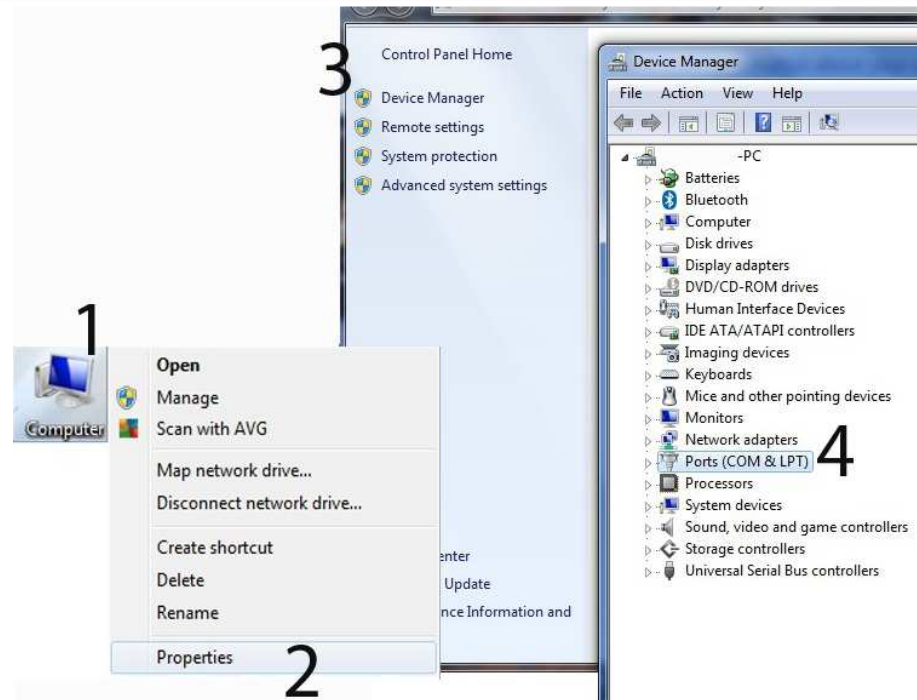 3
Control Panel Home
Device Manager
Remote settings
System protection
Advanced system settings
Device Manager
File Action View Help
-PC
Batteries
Bluetooth
Computer
Disk drives
Display adapters
DVD/CD-ROM drives
Human Interface Devices
IDE ATA/ATAPI controllers
Imaging devices
Keyboards
Mice and other pointing devices
Monitors
Network adapters
Ports (COM & LPT)
4
Processors
System devices
Sound, video and game controllers
Storage controllers
Universal Serial Bus controllers
1
Computer
Open
Manage
Scan with AVG
Map network drive...
Disconnect network drive...
Create shortcut
Delete
Rename
Properties
2
enter
Update
nce Information and